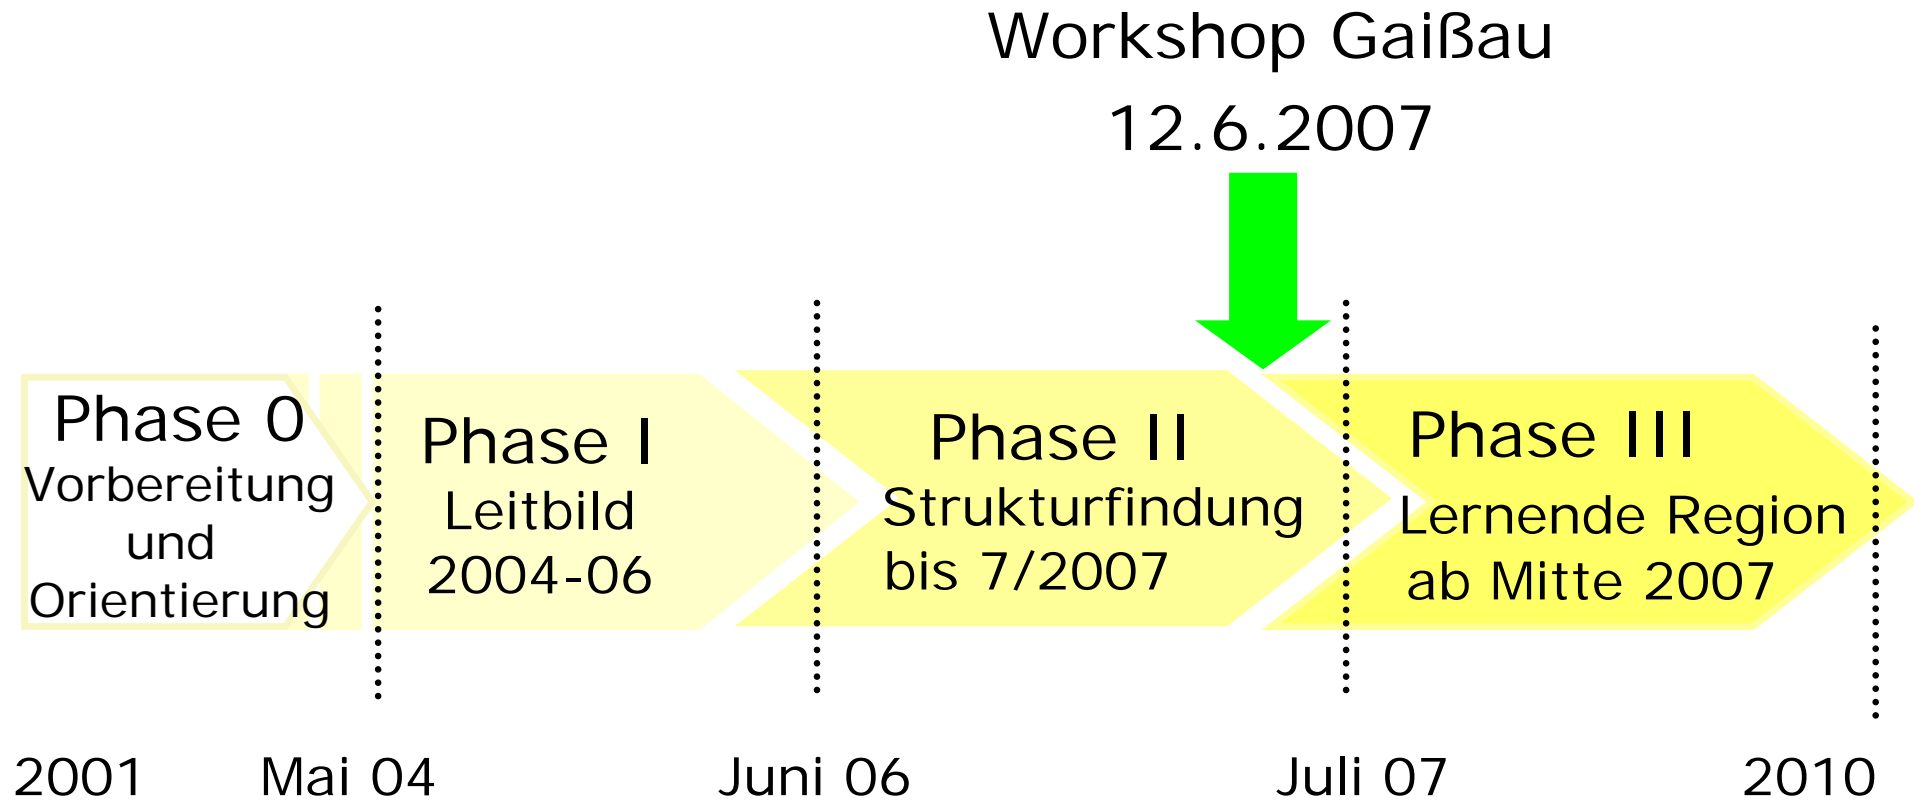 Workshop Gaißau
12.6.2007
Phase 0
Vorbereitung
und
Orientierung
Phase I
Leitbild
2004-06
Phase II
Strukturfindung
bis 7/2007
Phase III
Lernende Region
ab Mitte 2007
2001
Mai 04
Juni 06
Juli 07
2010